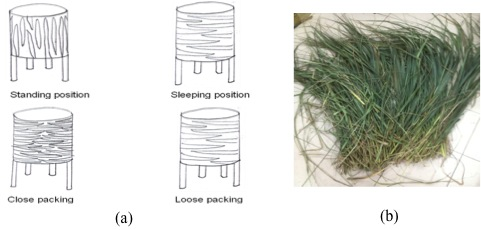 Standing position
Sleeping position
Close packing
Loose packing
(a)
(b)